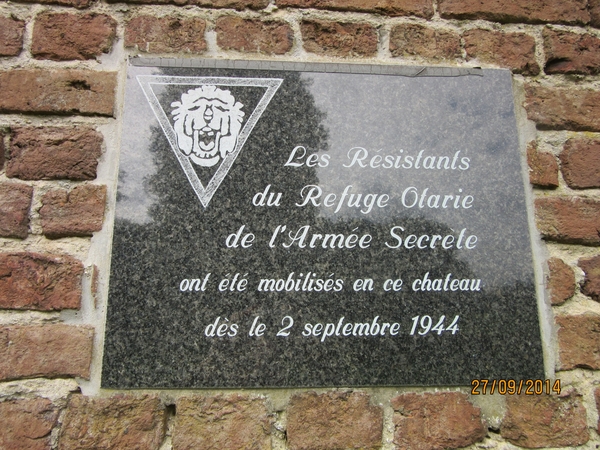 Les Résistants
du Refuge Otarie
de l'Armée Secrete
ont été mobilisés en ce chateau
dès le 2 septembre 1944
27/09/2014